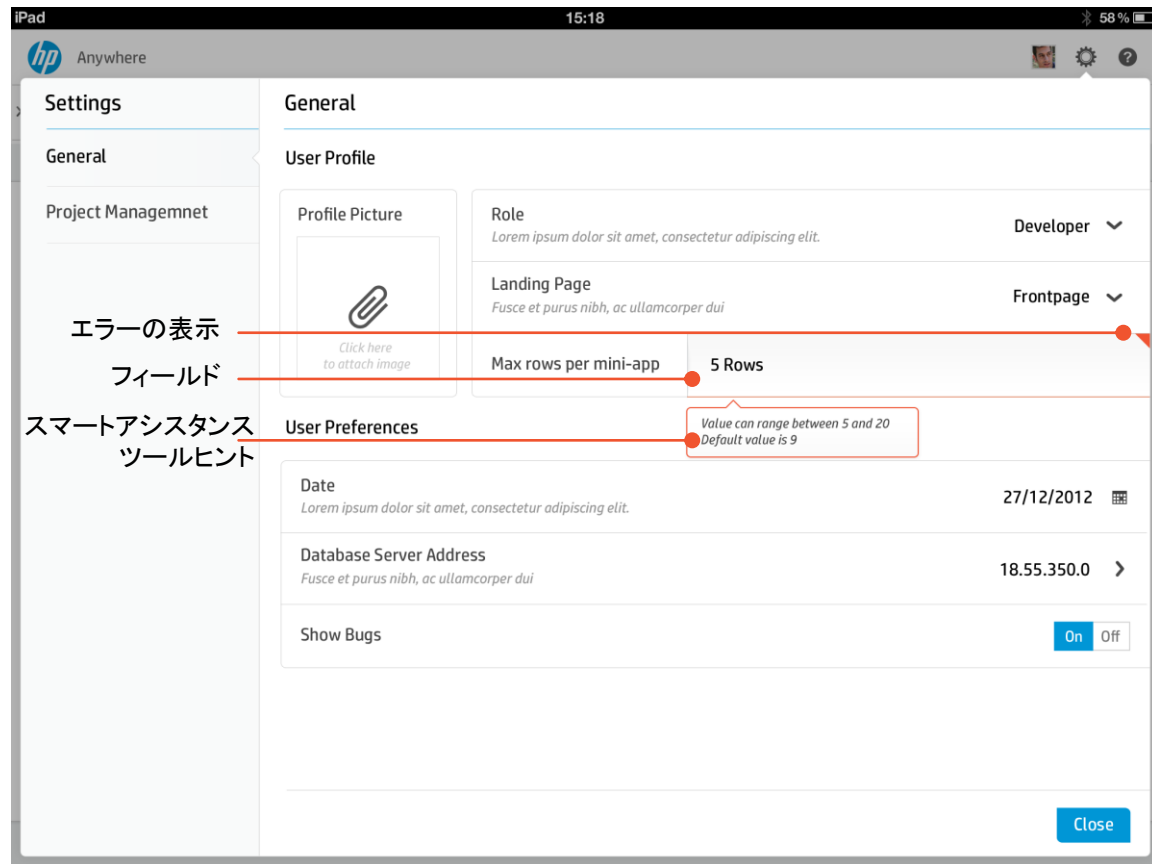 iPad 15:18 58%
hp Anywhere
Settings
General
Project Managemnet
General
User Profile
Profile Picture
Click here
to attach image
Role
Lorem ipsum dolor sit amet, consectetur adipiscing elit.
Developer
Landing Page
Fusce et purus nibh, ac ullamcorper dui
Frontpage
Max rows per mini-app
5 Rows
Value can range between 5 and 20
Default value is 9
エラーの表示
フィールド
スマートアシスタンス
ツールヒント
User Preferences
Date
Lorem ipsum dolor sit amet, consectetur adipiscing elit.
27/12/2012
Database Server Address
Fusce et purus nibh, ac ullamcorper dui
18.55.350.0
Show Bugs
On Off
Close